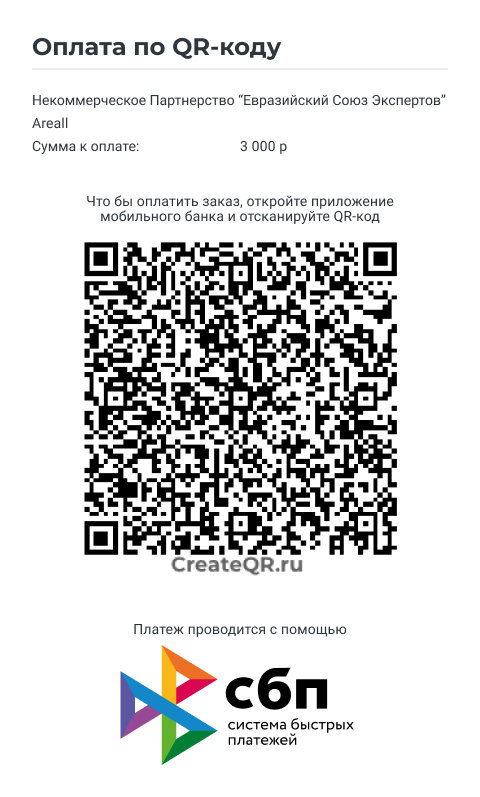 Оплата по QR-коду
Некоммерческое Партнерство “Евразийский Союз Экспертов”
Areall
Сумма к оплате: 3 000 р
Что бы оплатить заказ, откройте приложение
мобильного банка и отсканируйте QR-код
CreateQR.ru
Платеж проводится с помощью
сбп
система быстрых
платежей